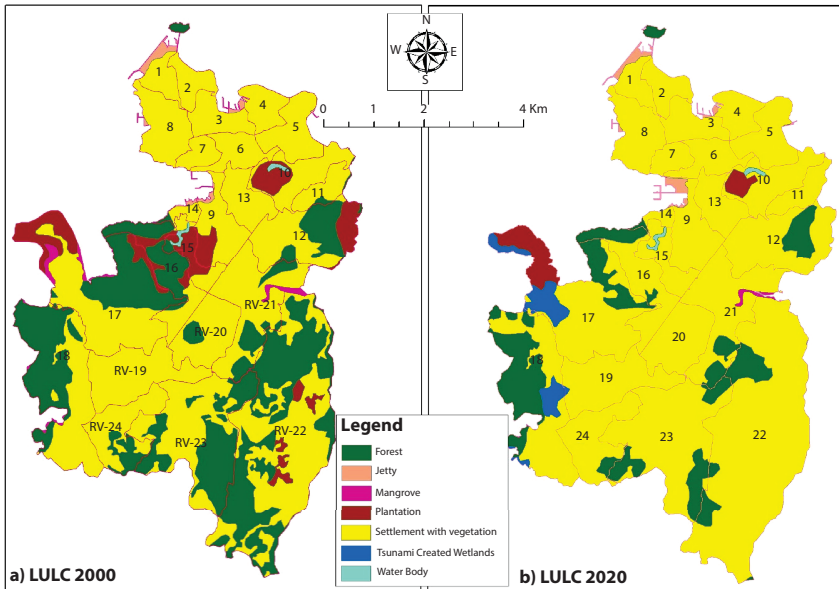 N
W E
S
0 1 2 4 Km
1
2
3
4
5
6
7
8
9
10
11
12
13
14
15
16
17
18
RV-19
RV-20
RV-21
RV-22
RV-23
RV-24
a) LULC 2000
1
2
3
4
5
6
7
8
9
10
11
12
13
14
15
16
17
18
19
20
21
22
23
24
b) LULC 2020
Legend
Forest
Jetty
Mangrove
Plantation
Settlement with vegetation
Tsunami Created Wetlands
Water Body